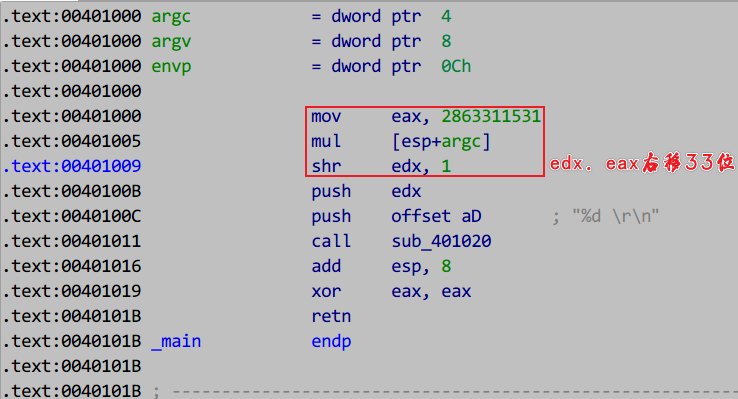 .text:00401000 argc = dword ptr 4
.text:00401000 argv = dword ptr 8
.text:00401000 envp = dword ptr 0Ch
.text:00401000
.text:00401000 mov eax, 2863311531
.text:00401005 mul [esp+argc]
.text:00401009 shr edx, 1 edx. eax右移33位
.text:0040100B push edx
.text:0040100C push offset aD ; "%d \r\n"
.text:00401011 call sub_401020
.text:00401016 add esp, 8
.text:00401019 xor eax, eax
.text:0040101B retn
.text:0040101B _main endp
.text:0040101B
.text:0040101B ; ---------------------------------------------------------------